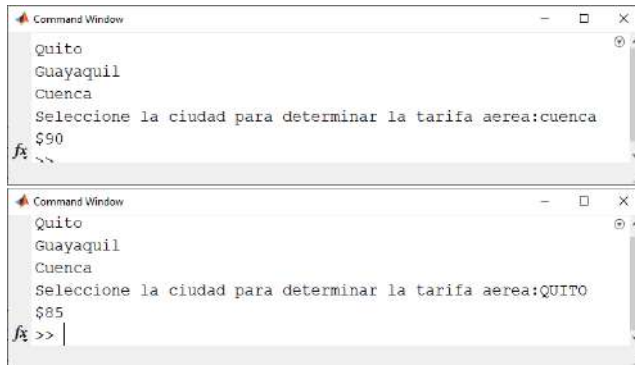 Command Window
Quito
Guayaquil
Cuenca
Seleccione la ciudad para determinar la tarifa aerea:cuenca
$90
fx >>
Command Window
Quito
Guayaquil
Cuenca
Seleccione la ciudad para determinar la tarifa aerea:QUITO
$85
fx >>